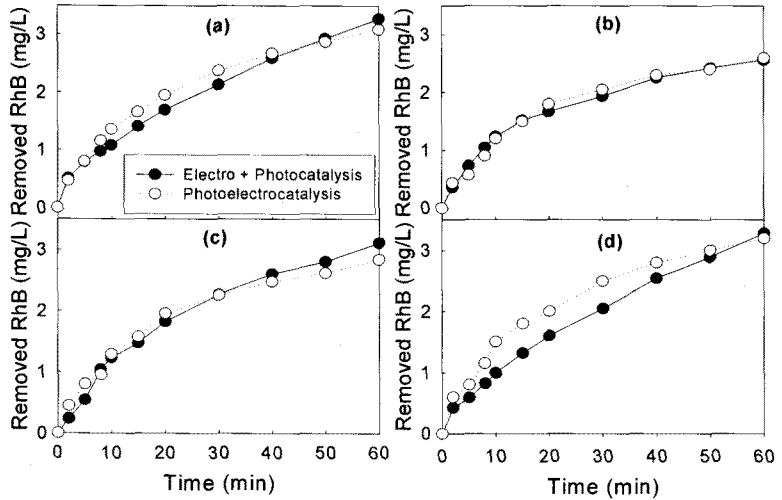 Removed RhB (mg/L)
3
2
1
0
(a)
Electro + Photocatalysis
Photoelectrocatalysis
Removed RhB (mg/L)
3
2
1
0
(b)
Removed RhB (mg/L)
3
2
1
0
(c)
0 10 20 30 40 50 60
Time (min)
Removed RhB (mg/L)
3
2
1
0
(d)
0 10 20 30 40 50 60
Time (min)